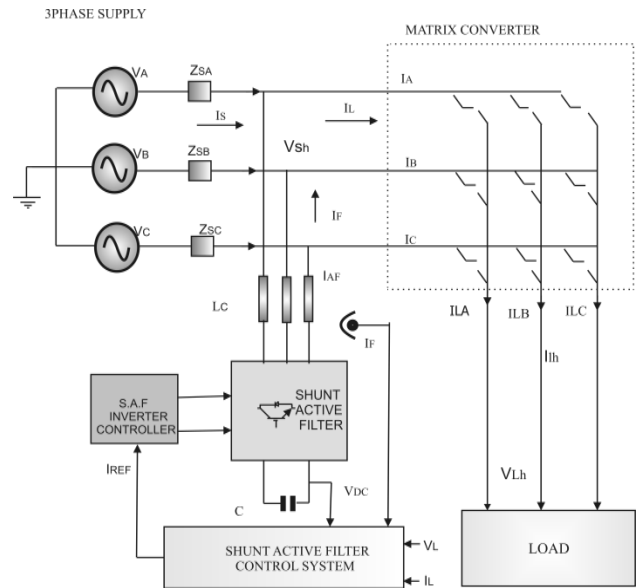 3PHASE SUPPLY
MATRIX CONVERTER
VA
ZSA
IA
IS
IL
VSh
VB
ZSB
IB
IF
VC
ZSC
IC
IAF
LC
IF
ILA
ILB
ILC
Ilh
S.A.F
INVERTER
CONTROLLER
SHUNT
ACTIVE
FILTER
IREF
C
VDC
VLh
SHUNT ACTIVE FILTER
CONTROL SYSTEM
VL
IL
LOAD